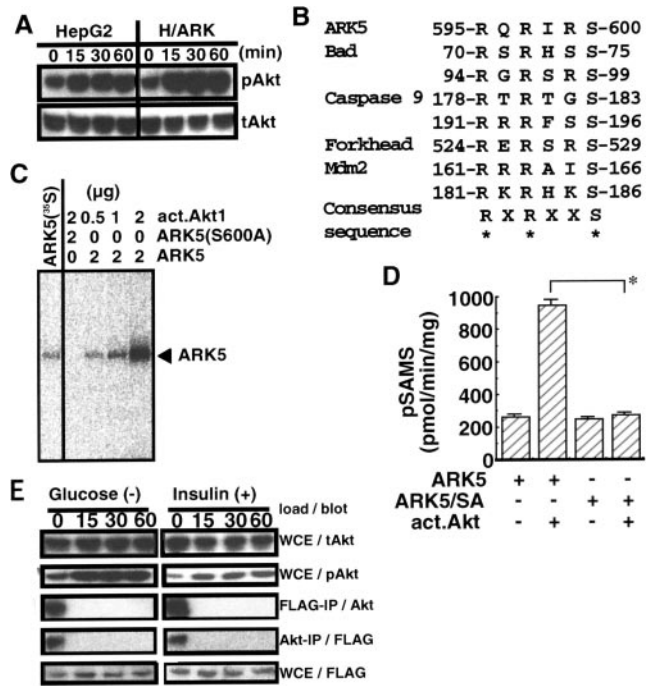 A
HepG2 H/ARK
0 15 30 60 0 15 30 60 (min)
pAkt
tAkt
B
ARK5 595-R Q R I R S-600
Bad 70-R S R H S S-75
94-R G R S R S-99
Caspase 9 178-R T R T G S-183
191-R R R F S S-196
Forkhead 524-R E R S R S-529
Mdm2 161-R R R A I S-166
181-R K R H K S-186
Consensus R X R X X S
sequence * * *
C
ARK5(³⁵S)
(µg)
2 0.5 1 2 act.Akt1
2 0 0 0 ARK5(S600A)
0 2 2 2 ARK5
ARK5
D
*
pSAMS
(pmol/min/mg)
1000
800
600
400
200
0
ARK5 + + - -
ARK5/SA - - + +
act.Akt - + - +
E
Glucose (-) Insulin (+) load / blot
0 15 30 60 0 15 30 60
WCE / tAkt
WCE / pAkt
FLAG-IP / Akt
Akt-IP / FLAG
WCE / FLAG